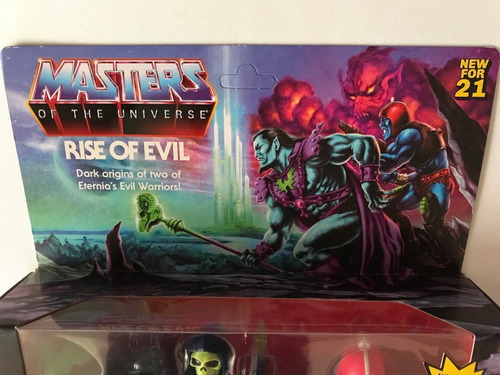 MASTERS
OF THE UNIVERSE
RISE OF EVIL
Dark origins of two of
Eternia's Evil Warriors!
NEW
FOR
21